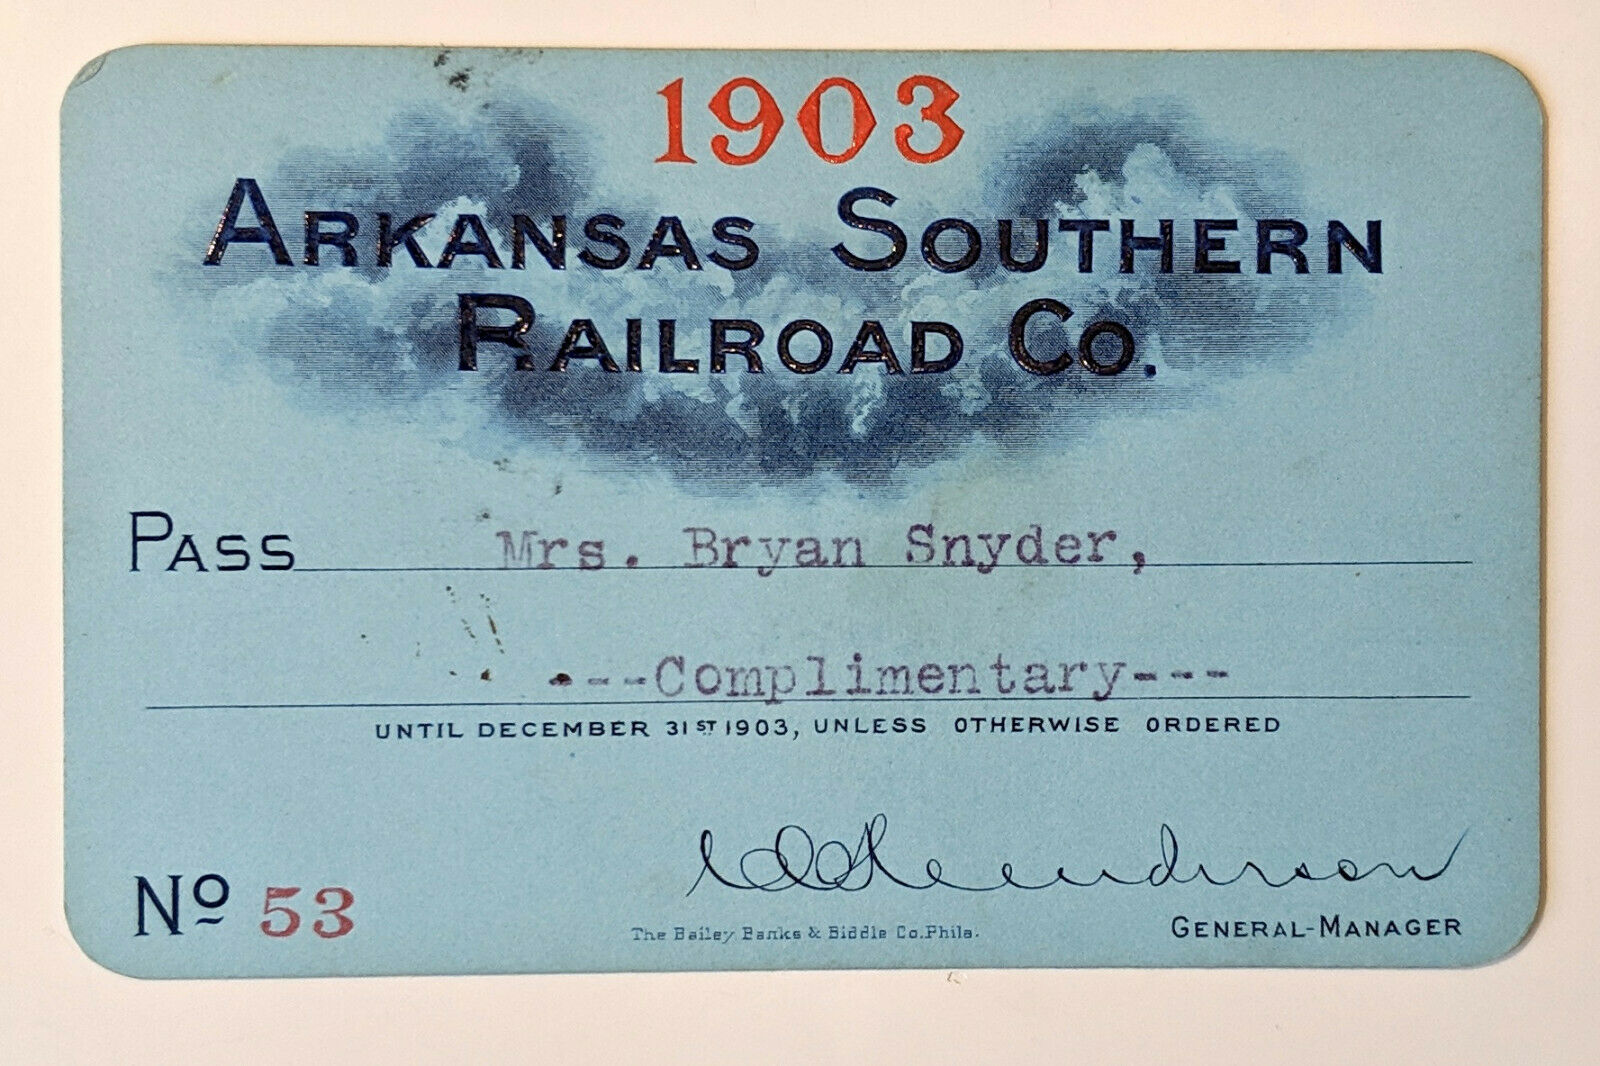 1903
ARKANSAS SOUTHERN
RAILROAD CO.
PASS Mrs. Bryan Snyder,
---Complimentary---
UNTIL DECEMBER 31ST 1903, UNLESS OTHERWISE ORDERED
Henderson
No 53
The Bailey Banks & Biddle Co. Phila.
GENERAL-MANAGER